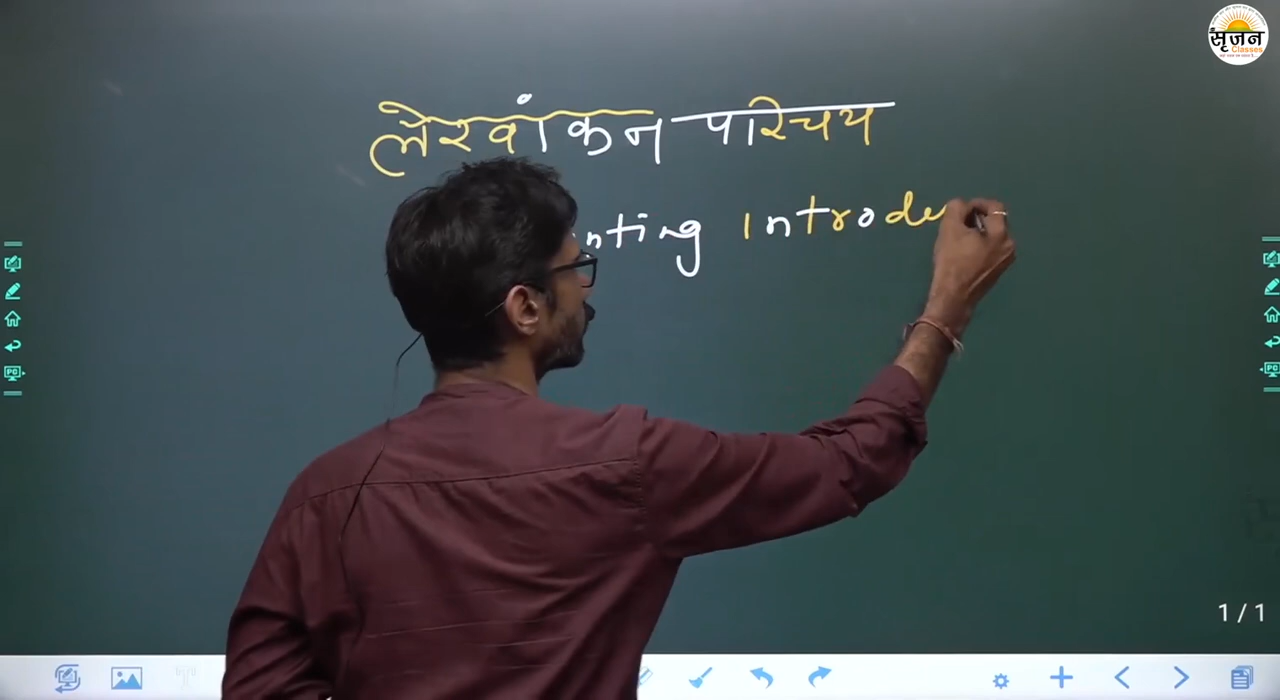 लेखांकन परिचय
nting Introdu
सृजन
Classes
1 / 1